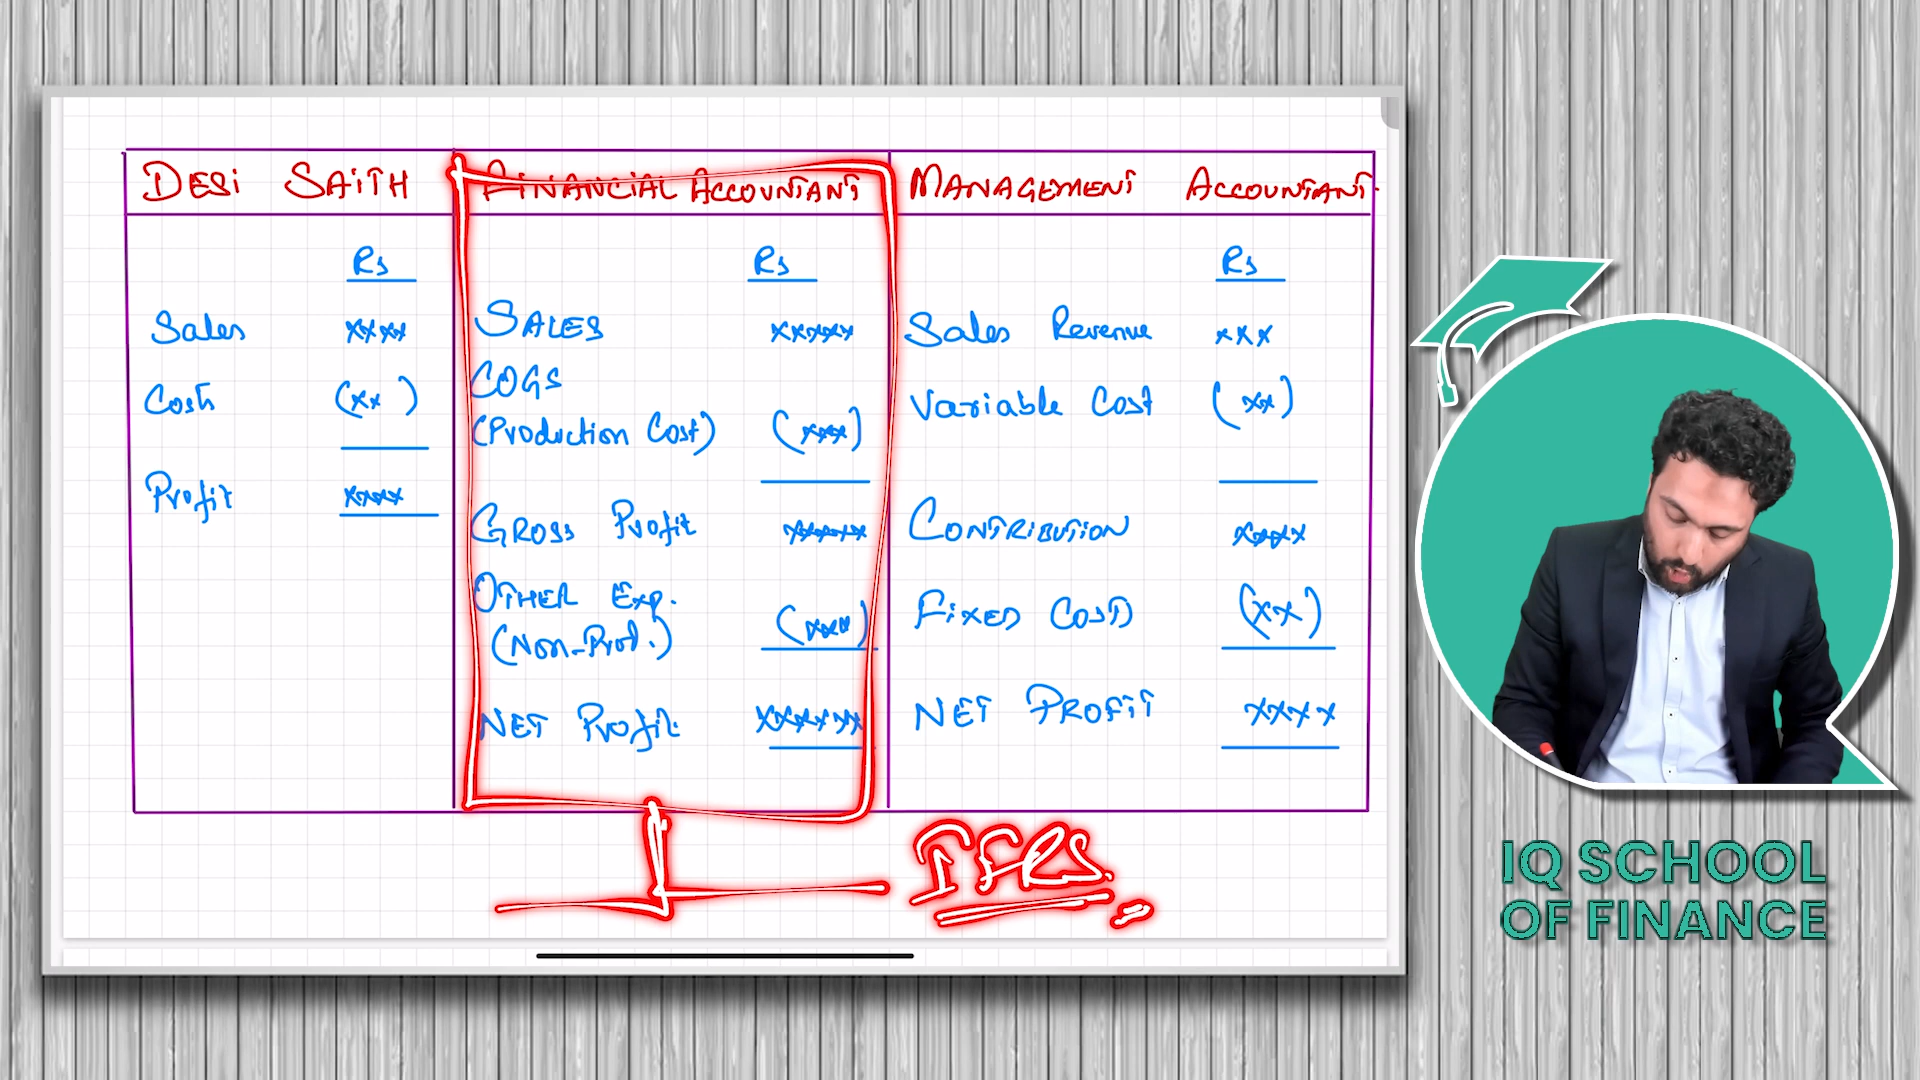 DESI SAITH
FINANCIAL ACCOUNTANT
MANAGEMENT ACCOUNTANT
Rs
Sales xxxx
Costs (xx)
Profit xxxx
Rs
SALES xxxxx
COGS
(Production Cost) (xxx)
GROSS Profit xxxxx
OTHER Exp.
(Non-Prod.) (xxx)
NET Profit xxxxxx
Rs
Sales Revenue xxx
Variable Cost (xx)
CONTRIBUTION xxxx
FIXED COST (xx)
NET PROFIT xxxx
IFRS.
IQ SCHOOL
OF FINANCE